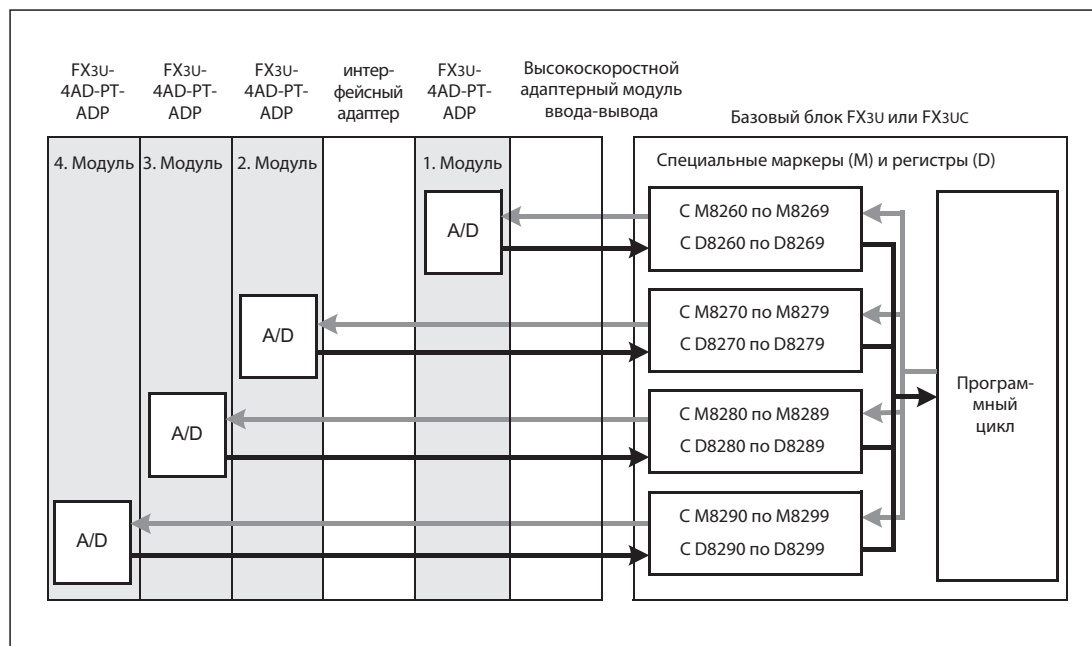 FX3U-
4AD-PT-
ADP
FX3U-
4AD-PT-
ADP
FX3U-
4AD-PT-
ADP
интер-
фейсный
адаптер
FX3U-
4AD-PT-
ADP
Высокоскоростной
адаптерный модуль
ввода-вывода
Базовый блок FX3U или FX3UC
4. Модуль
3. Модуль
2. Модуль
1. Модуль
Специальные маркеры (M) и регистры (D)
A/D
С M8260 по M8269
С D8260 по D8269
A/D
С M8270 по M8279
С D8270 по D8279
A/D
С M8280 по M8289
С D8280 по D8289
A/D
С M8290 по M8299
С D8290 по D8299
Програм-
мный
цикл